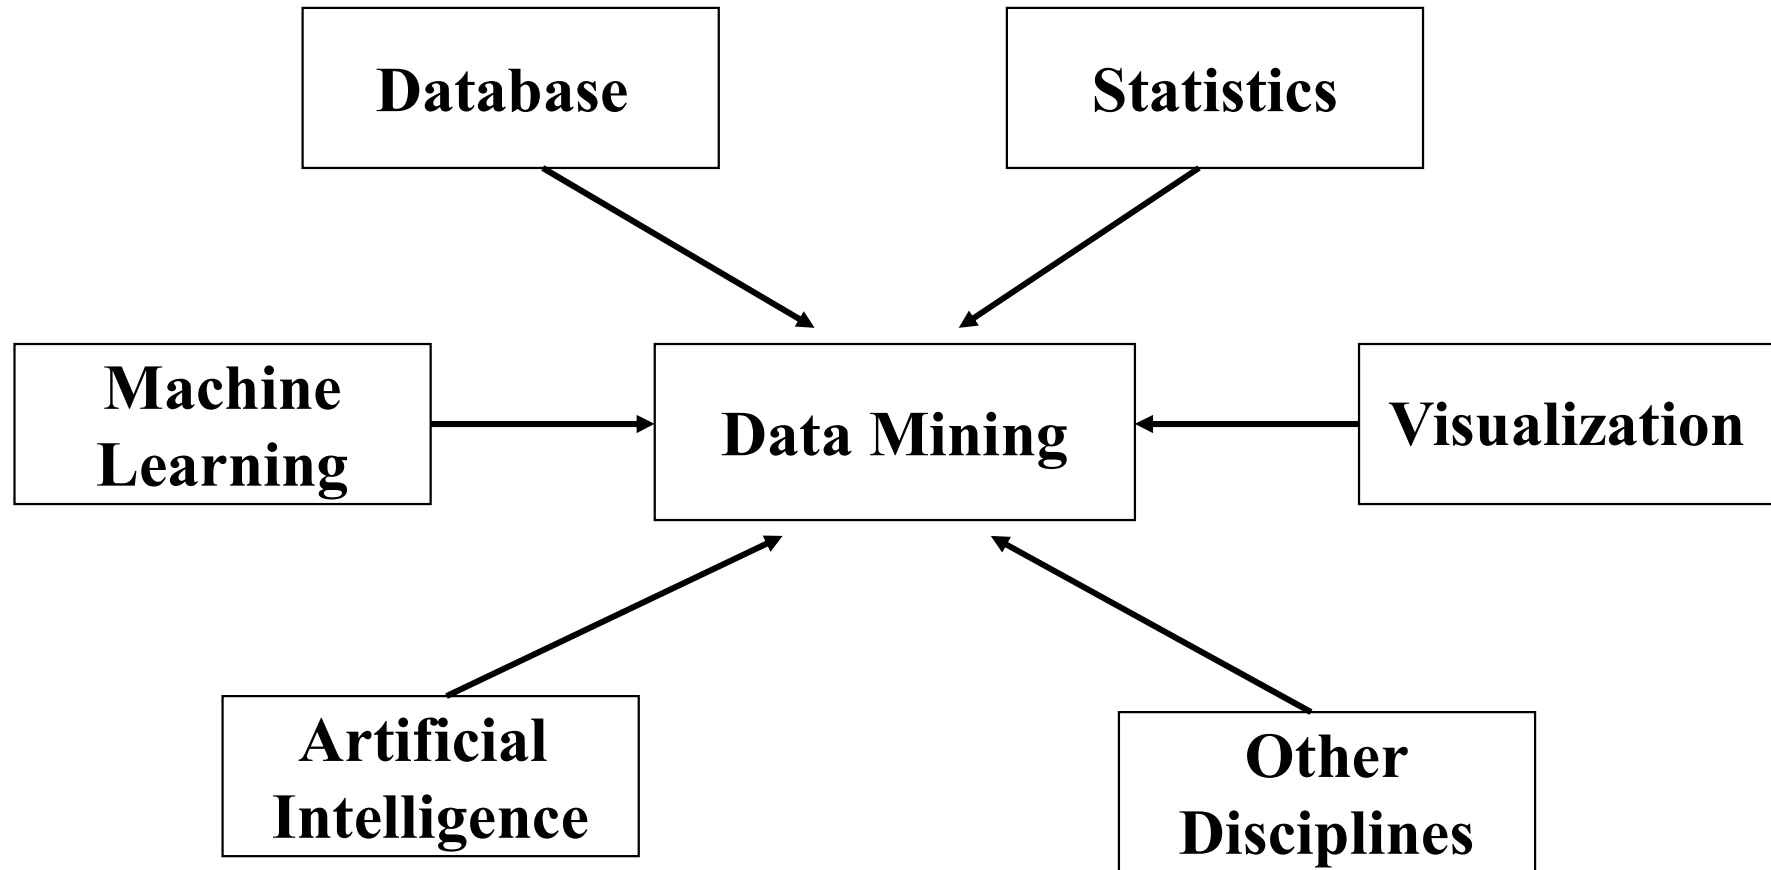 Database
Statistics
Machine
Learning
Data Mining
Visualization
Artificial
Intelligence
Other
Disciplines